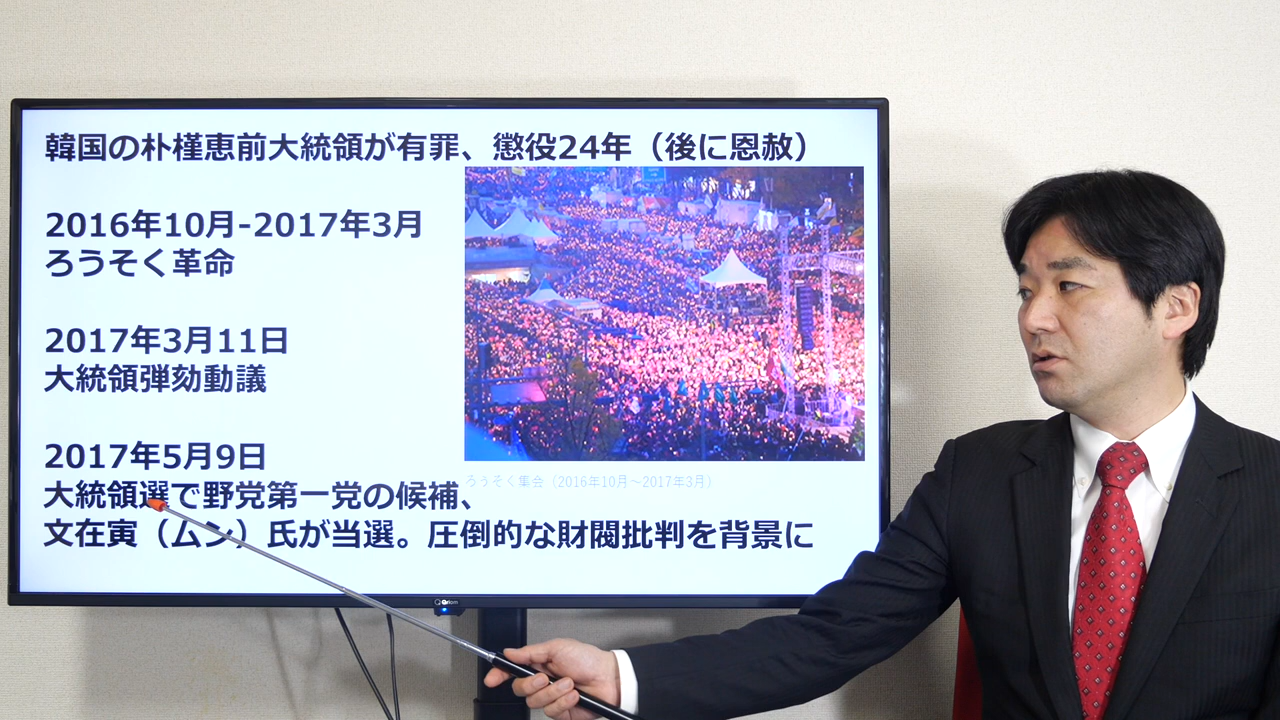 韓国の朴槿恵前大統領が有罪、懲役24年（後に恩赦）
2016年10月-2017年3月
ろうそく革命
2017年3月11日
大統領弾劾動議
2017年5月9日
大統領選で野党第一党の候補、
文在寅（ムン）氏が当選。圧倒的な財閥批判を背景に
ろうそく集会（2016年10月～2017年3月）
Qriom